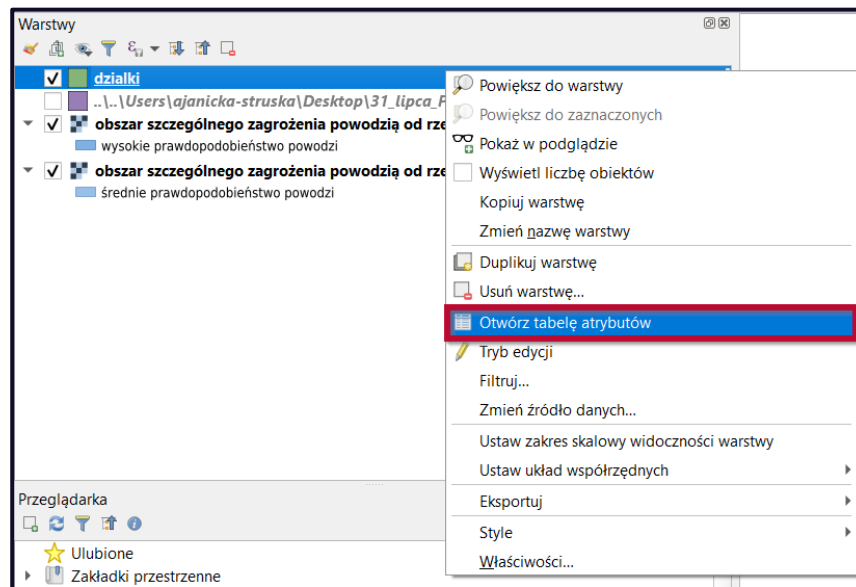 Warstwy
dzialki
..\..\Users\ajanicka-struska\Desktop\31_lipca_
obszar szczególnego zagrożenia powodzią od rze
wysokie prawdopodobieństwo powodzi
obszar szczególnego zagrożenia powodzią od rze
średnie prawdopodobieństwo powodzi
Powiększ do warstwy
Powiększ do zaznaczonych
Pokaż w podglądzie
Wyświetl liczbę obiektów
Kopiuj warstwę
Zmień nazwę warstwy
Duplikuj warstwę
Usuń warstwę...
Otwórz tabelę atrybutów
Tryb edycji
Filtruj...
Zmień źródło danych...
Ustaw zakres skalowy widoczności warstwy
Ustaw układ współrzędnych
Eksportuj
Style
Właściwości...
Przeglądarka
Ulubione
Zakładki przestrzenne